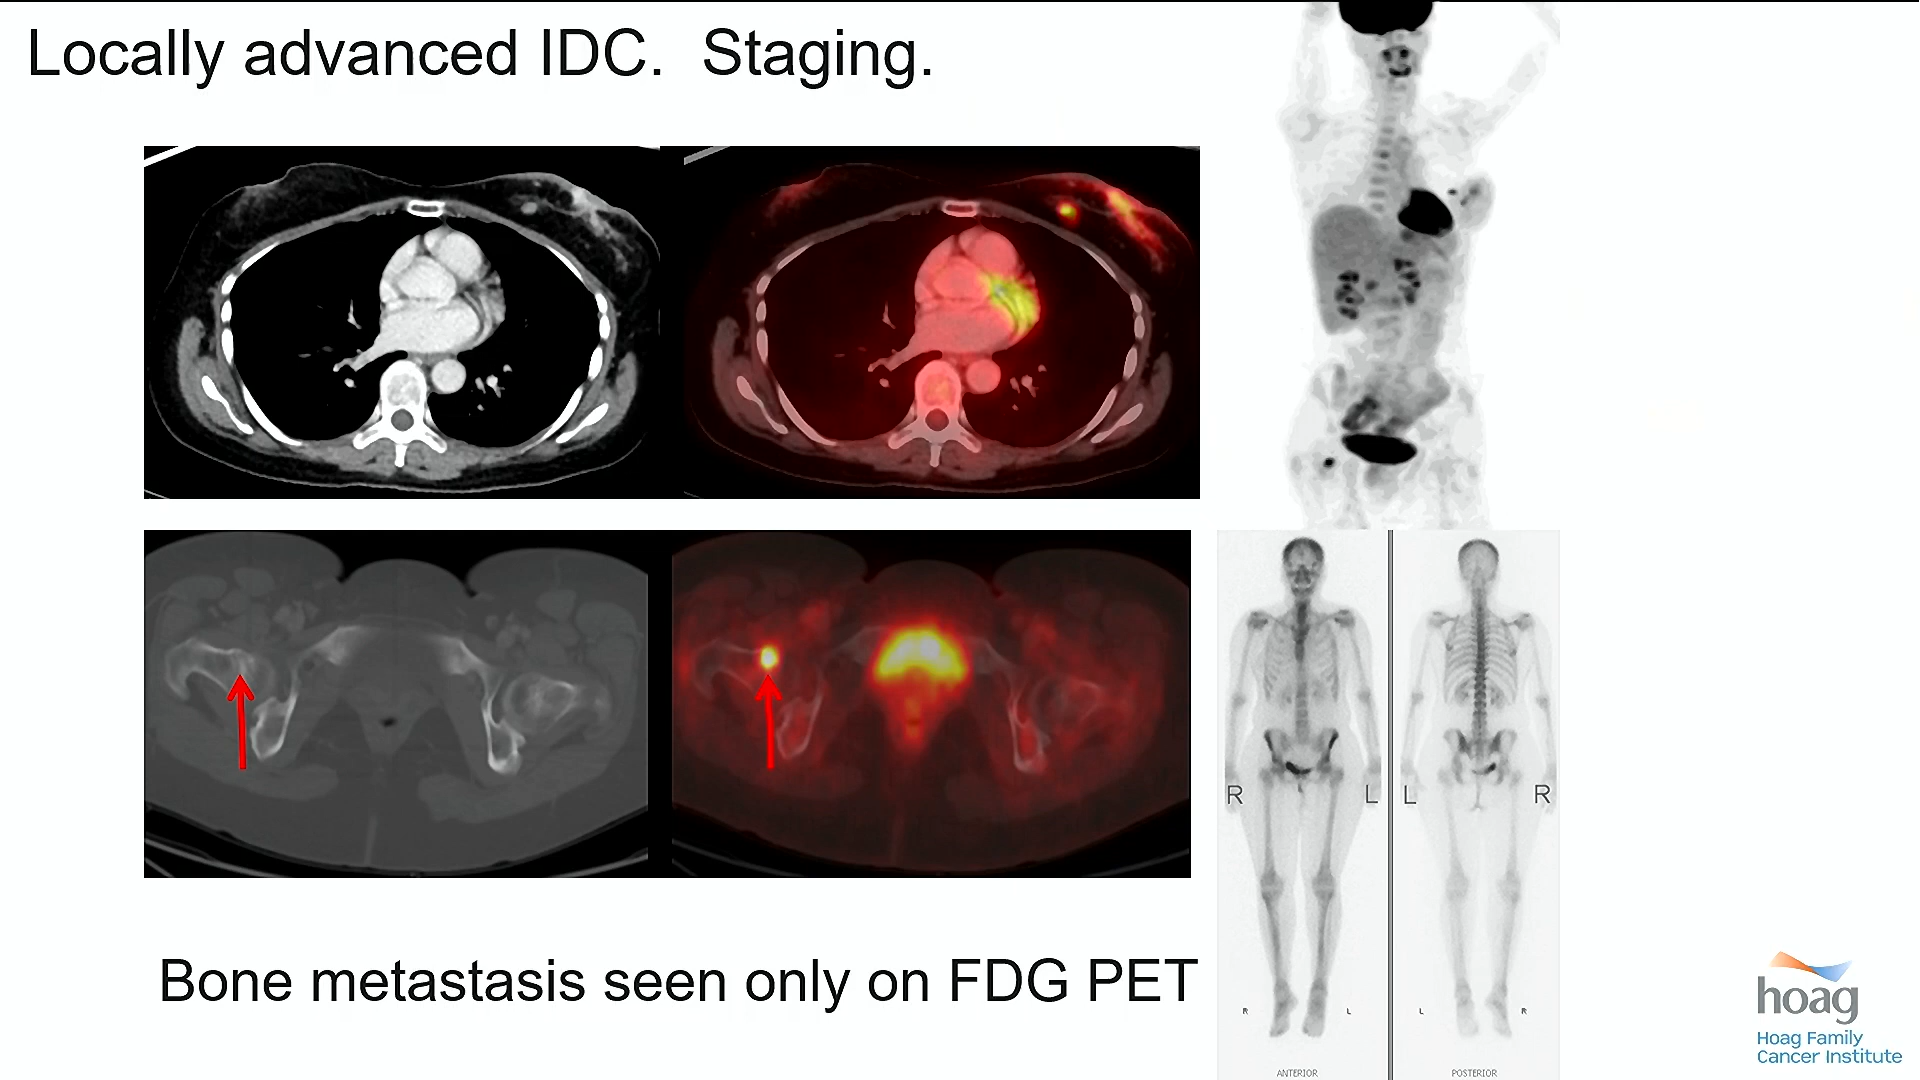 Locally advanced IDC.  Staging.
R L L R
R L L R
ANTERIOR POSTERIOR
Bone metastasis seen only on FDG PET
hoag
Hoag Family
Cancer Institute